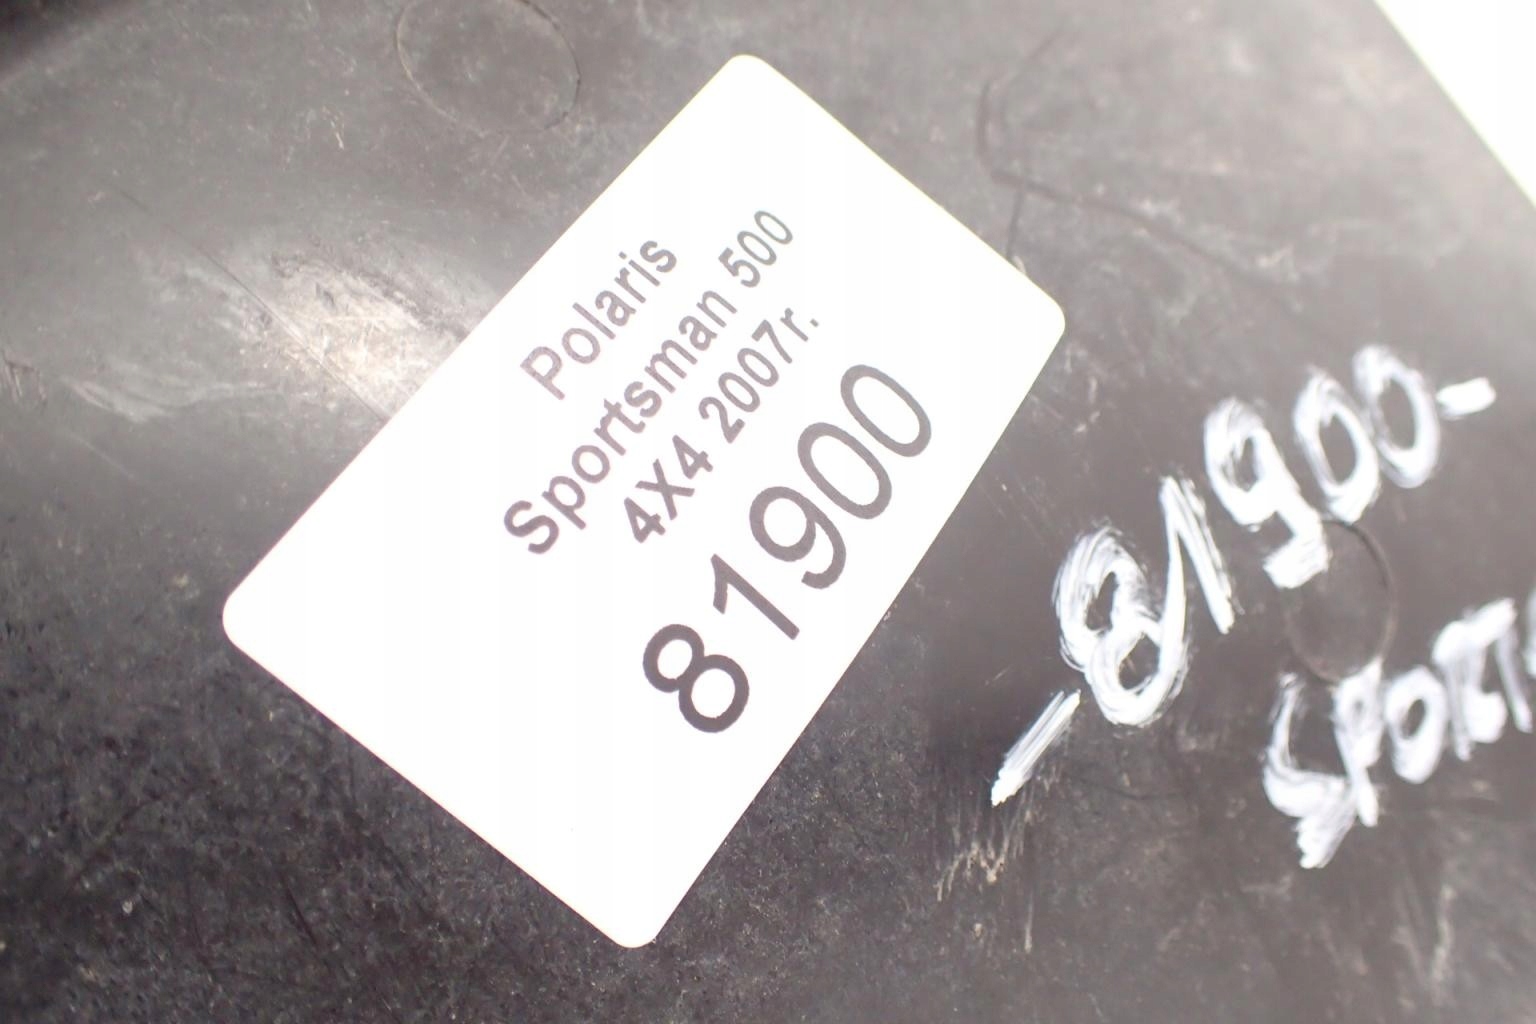 Polaris
Sportsman 500
4X4 2007r.
81900
-81900-